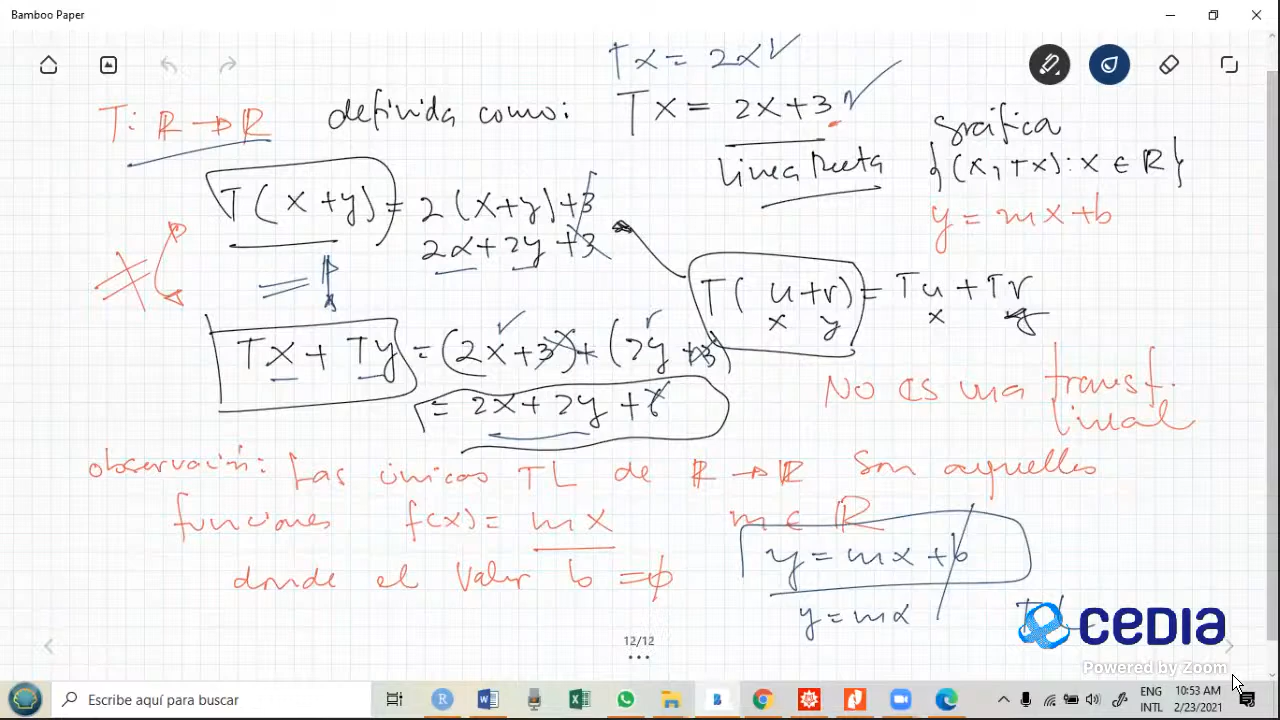 Bamboo Paper
Tx = 2x
T: ℝ → ℝ definida como: Tx = 2x+3
linea Recta
gráfica
{(x, Tx): x ∈ ℝ}
y = mx+b
T(x+y) = 2(x+y)+3
2x+2y+3
≠
=
T(u+v) = Tu + Tv
x y x y
Tx + Ty = (2x+3)+(2y+3)
= 2x+2y+6
No es una transf.
lineal
observación: Las únicas TL de ℝ → ℝ son aquellas
funciones f(x) = mx m ∈ ℝ
donde el valor b = ϕ
y = mx+b
y = mx
cedia
Powered by Zoom
12/12
Escribe aquí para buscar
ENG
INTL
10:53 AM
2/23/2021